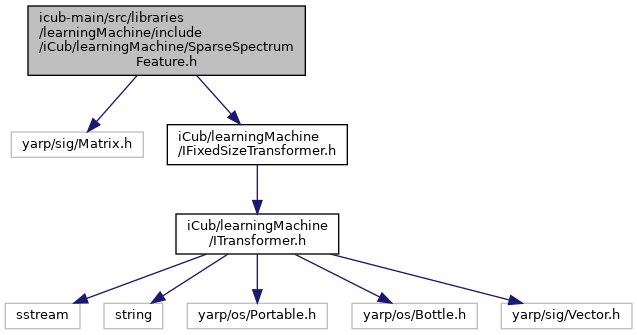 icub-main/src/libraries
/learningMachine/include
/iCub/learningMachine/SparseSpectrum
Feature.h
yarp/sig/Matrix.h
iCub/learningMachine
/IFixedSizeTransformer.h
iCub/learningMachine
/ITransformer.h
sstream
string
yarp/os/Portable.h
yarp/os/Bottle.h
yarp/sig/Vector.h